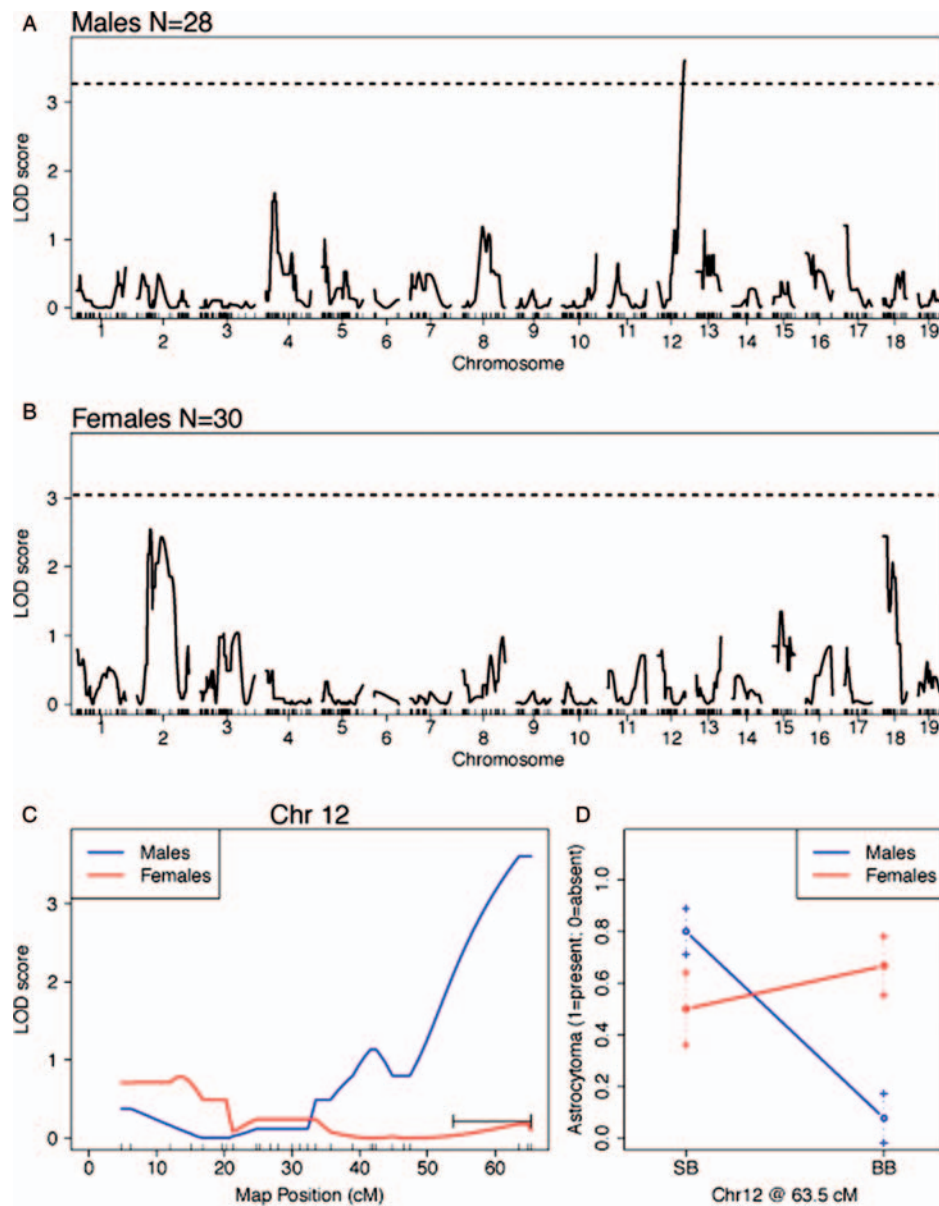 A
Males N=28
LOD score
3
2
1
0
1 2 3 4 5 6 7 8 9 10 11 12 13 14 15 16 17 18 19
Chromosome
B
Females N=30
LOD score
3
2
1
0
1 2 3 4 5 6 7 8 9 10 11 12 13 14 15 16 17 18 19
Chromosome
C
Chr 12
Males
Females
LOD score
3
2
1
0
0 10 20 30 40 50 60
Map Position (cM)
D
Males
Females
Astrocytoma (1=present; 0=absent)
1.0
0.8
0.6
0.4
0.2
0.0
SB BB
Chr12 @ 63.5 cM